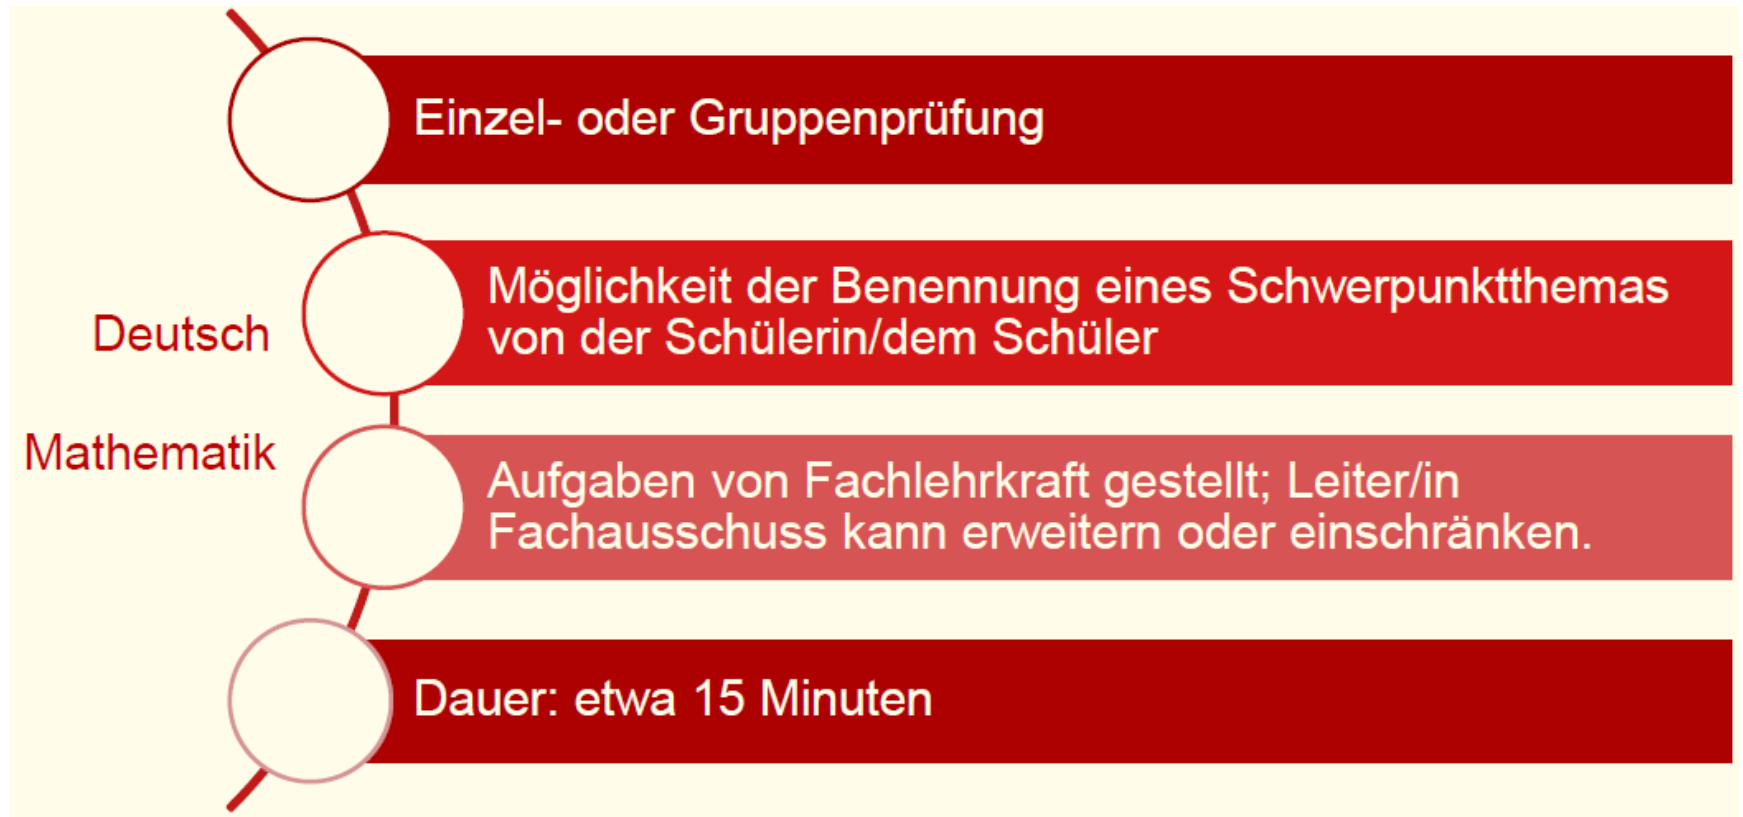 Einzel- oder Gruppenprüfung
Deutsch
Mathematik
Möglichkeit der Benennung eines Schwerpunktthemas
von der Schülerin/dem Schüler
Aufgaben von Fachlehrkraft gestellt; Leiter/in
Fachausschuss kann erweitern oder einschränken.
Dauer: etwa 15 Minuten